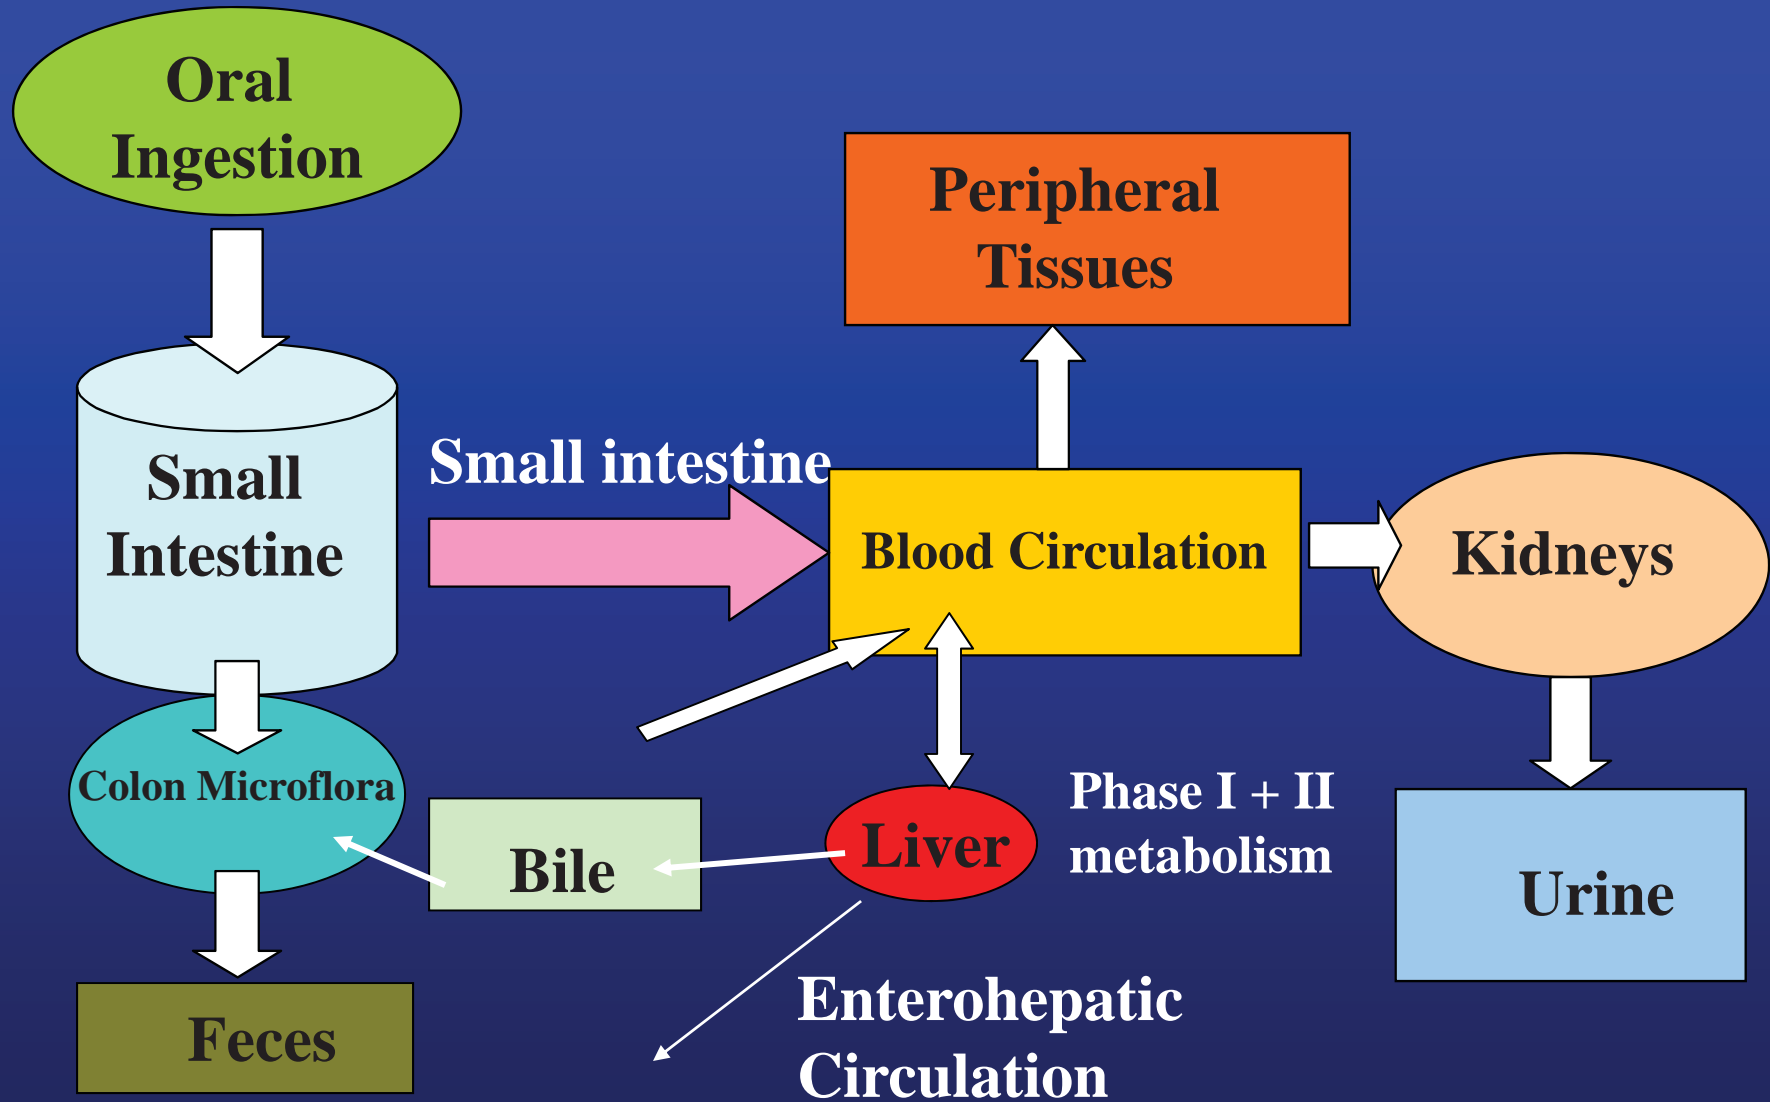 Oral
Ingestion
Peripheral
Tissues
Small intestine
Small
Intestine
Blood Circulation
Kidneys
Colon Microflora
Bile
Liver
Phase I + II
metabolism
Urine
Enterohepatic
Circulation
Feces